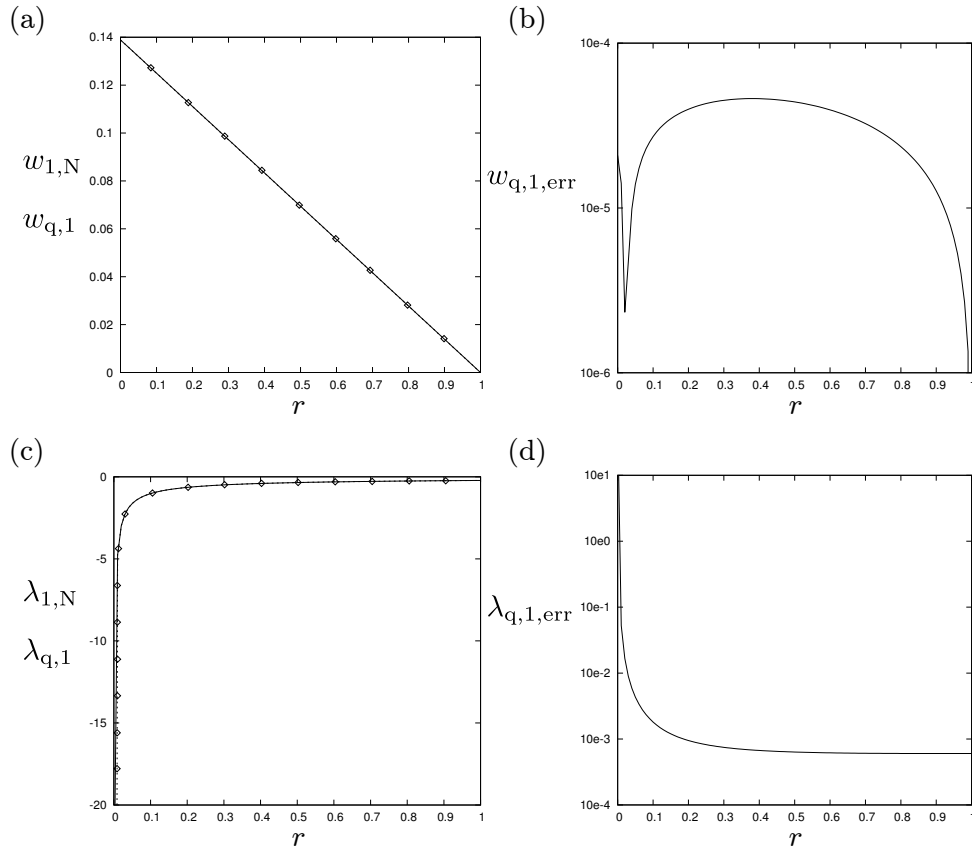 (a)
0.14
0.12
0.1
0.08
0.06
0.04
0.02
0
w1,N
wq,1
0 0.1 0.2 0.3 0.4 0.5 0.6 0.7 0.8 0.9 1
r
(b)
10e-4
10e-5
10e-6
wq,1,err
0 0.1 0.2 0.3 0.4 0.5 0.6 0.7 0.8 0.9 1
r
(c)
0
-5
-10
-15
-20
λ1,N
λq,1
0 0.1 0.2 0.3 0.4 0.5 0.6 0.7 0.8 0.9 1
r
(d)
10e1
10e0
10e-1
10e-2
10e-3
10e-4
λq,1,err
0 0.1 0.2 0.3 0.4 0.5 0.6 0.7 0.8 0.9 1
r